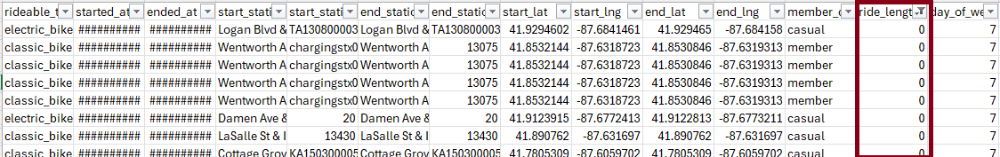 rideable_t started_at ended_at start_stati start_stati end_static end_static start_lat start_lng end_lat end_lng member_c ride_lengt day_of_we
electric_bike ########## ########## Logan Blvd & TA130800003 Logan Blvd & TA130800003 41.9294602 -87.6841461 41.929465 -87.684158 casual 0 7
classic_bike ########## ########## Wentworth A chargingstx0 Wentworth A 13075 41.8532144 -87.6318723 41.8530846 -87.6319313 member 0 7
classic_bike ########## ########## Wentworth A chargingstx0 Wentworth A 13075 41.8532144 -87.6318723 41.8530846 -87.6319313 member 0 7
classic_bike ########## ########## Wentworth A chargingstx0 Wentworth A 13075 41.8532144 -87.6318723 41.8530846 -87.6319313 member 0 7
classic_bike ########## ########## Wentworth A chargingstx0 Wentworth A 13075 41.8532144 -87.6318723 41.8530846 -87.6319313 member 0 7
electric_bike ########## ########## Damen Ave & 20 Damen Ave & 20 41.9123915 -87.6772413 41.9122813 -87.6773211 casual 0 7
classic_bike ########## ########## LaSalle St & I 13430 LaSalle St & I 13430 41.890762 -87.631697 41.890762 -87.631697 casual 0 7
classic_bike ########## ########## Cottage Grov KA150300005 Cottage Grov KA150300005 41.7805309 -87.6059702 41.7805309 -87.6059702 casual 0 7